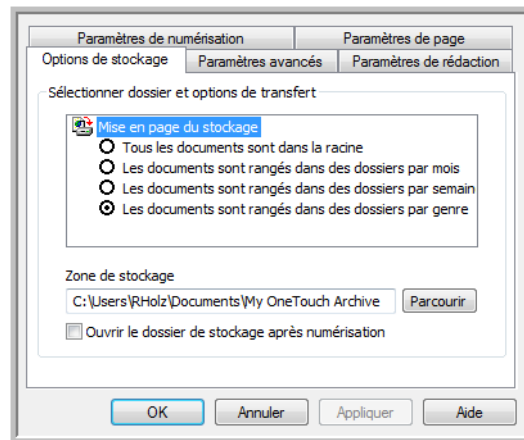 Paramètres de numérisation Paramètres de page
Options de stockage Paramètres avancés Paramètres de rédaction
Sélectionner dossier et options de transfert
Mise en page du stockage
Tous les documents sont dans la racine
Les documents sont rangés dans des dossiers par mois
Les documents sont rangés dans des dossiers par semain
Les documents sont rangés dans des dossiers par genre
Zone de stockage
C:\Users\RHolz\Documents\My OneTouch Archive Parcourir
Ouvrir le dossier de stockage après numérisation
OK Annuler Appliquer Aide